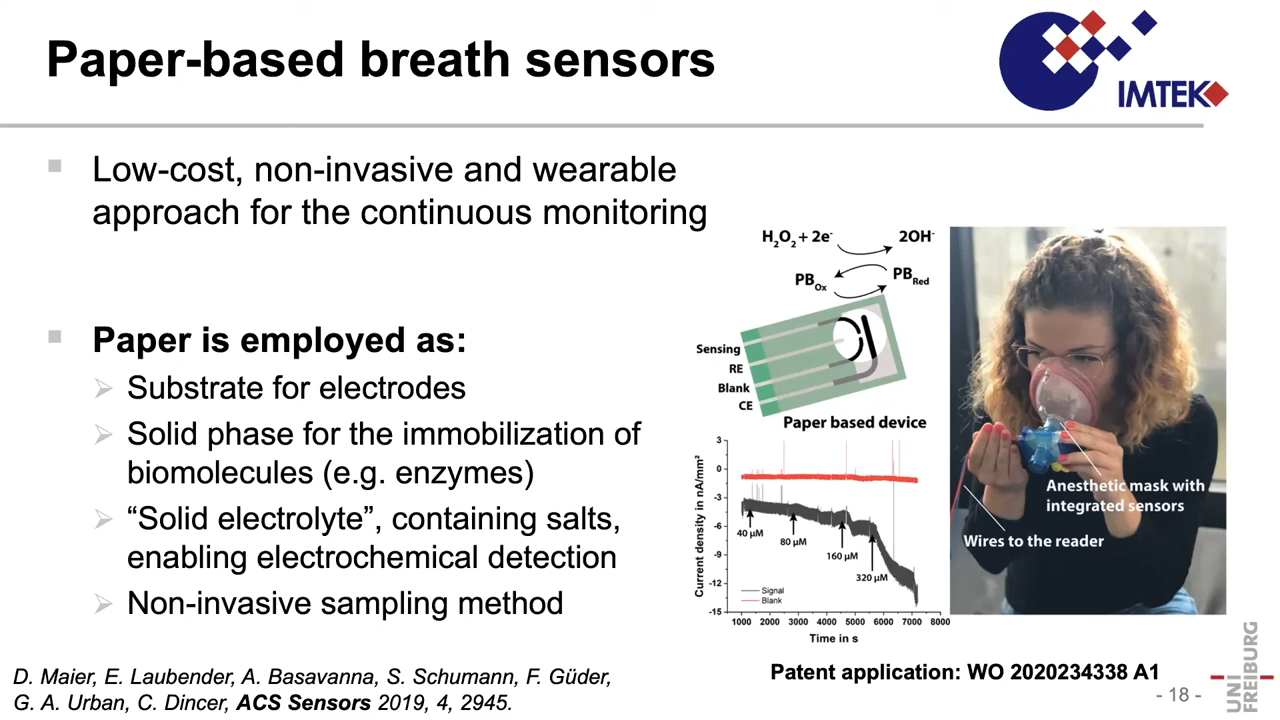 Paper-based breath sensors
IMTEK
Low-cost, non-invasive and wearable
approach for the continuous monitoring
Paper is employed as:
Substrate for electrodes
Solid phase for the immobilization of
biomolecules (e.g. enzymes)
“Solid electrolyte”, containing salts,
enabling electrochemical detection
Non-invasive sampling method
H₂O₂ + 2e⁻
2OH⁻
PB_Ox
PB_Red
Sensing
RE
Blank
CE
Paper based device
Current density in nA/mm²
3
0
-3
-6
-9
-12
-15
40 µM
80 µM
160 µM
320 µM
Signal
Blank
1000 2000 3000 4000 5000 6000 7000 8000
Time in s
Anesthetic mask with
integrated sensors
Wires to the reader
D. Maier, E. Laubender, A. Basavanna, S. Schumann, F. Güder,
G. A. Urban, C. Dincer, ACS Sensors 2019, 4, 2945.
Patent application: WO 2020234338 A1
- 18 -
UNI
FREIBURG